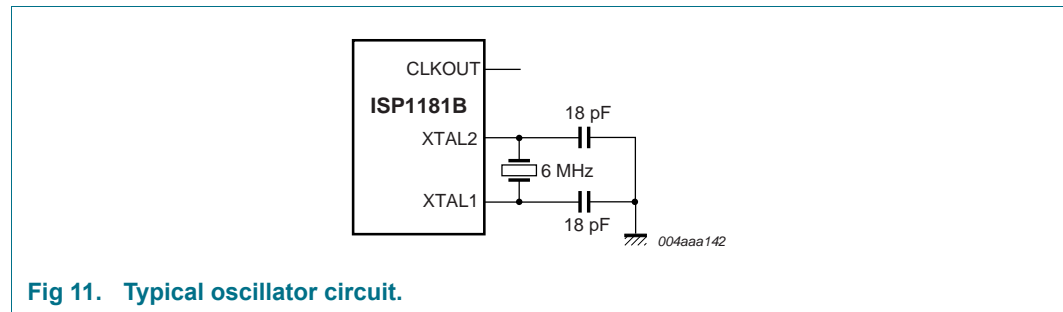 CLKOUT
ISP1181B
18 pF
XTAL2
6 MHz
XTAL1
18 pF
004aaa142
Fig 11. Typical oscillator circuit.